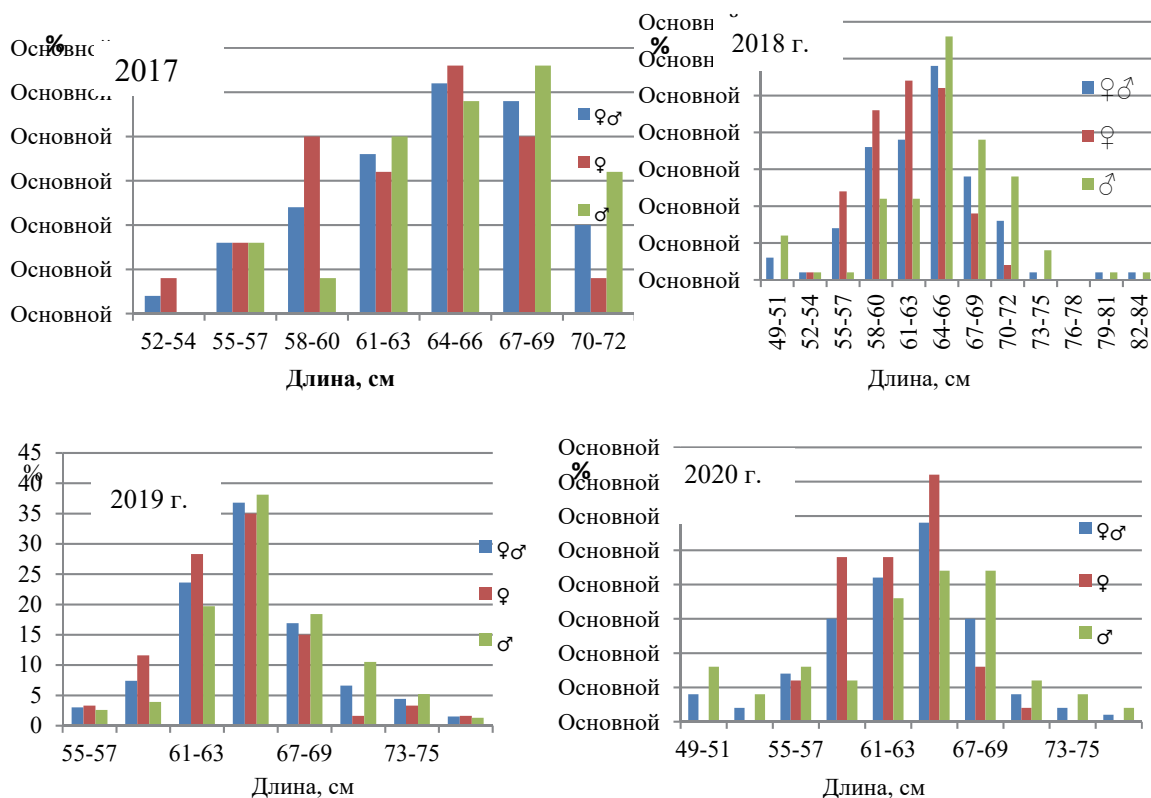 %
2017
Основной
Основной
Основной
Основной
Основной
Основной
Основной
♀♂
♀
♂
52-54 55-57 58-60 61-63 64-66 67-69 70-72
Длина, см
%
2018 г.
Основной
Основн
Основной
Основной
Основной
Основной
Основной
Основной
♀♂
♀
♂
49-51
52-54
55-57
58-60
61-63
64-66
67-69
70-72
73-75
76-78
79-81
82-84
Длина, см
%
2019 г.
45
40
35
30
25
20
15
10
5
0
♀♂
♀
♂
55-57 61-63 67-69 73-75
Длина, см
%
2020 г.
Основной
Основной
Основной
Основной
Основной
Основной
Основной
Основной
Основной
♀♂
♀
♂
49-51 55-57 61-63 67-69 73-75
Длина, см